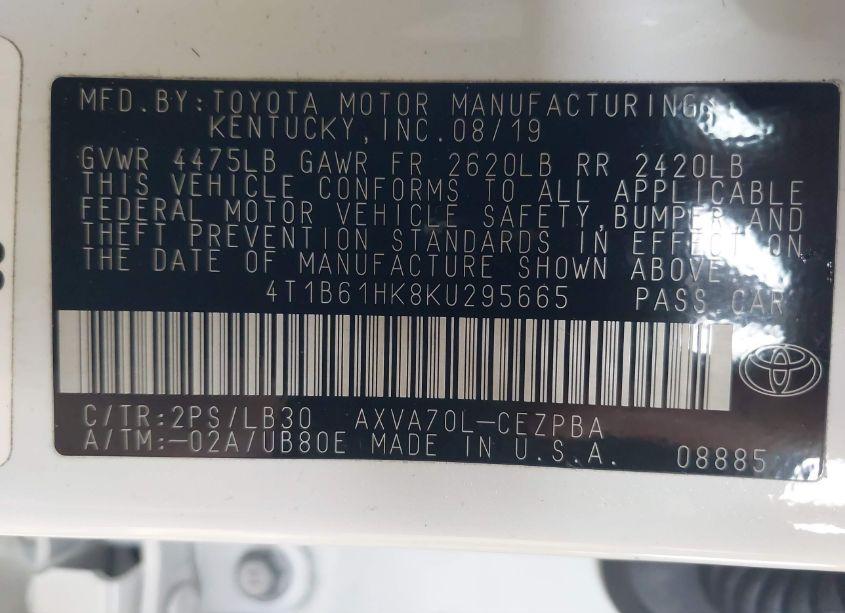 MFD.BY:TOYOTA MOTOR MANUFACTURING,
KENTUCKY,INC.08/19
GVWR 4475LB GAWR FR 2620LB RR 2420LB
THIS VEHICLE CONFORMS TO ALL APPLICABLE
FEDERAL MOTOR VEHICLE SAFETY,BUMPER AND
THEFT PREVENTION STANDARDS IN EFFECT ON
THE DATE OF MANUFACTURE SHOWN ABOVE.
4T1B61HK8KU295665 PASS CAR
C/TR:2PS/LB30 AXVA70L-CEZPBA
A/TM:-02A/UB80E MADE IN U.S.A. 08885